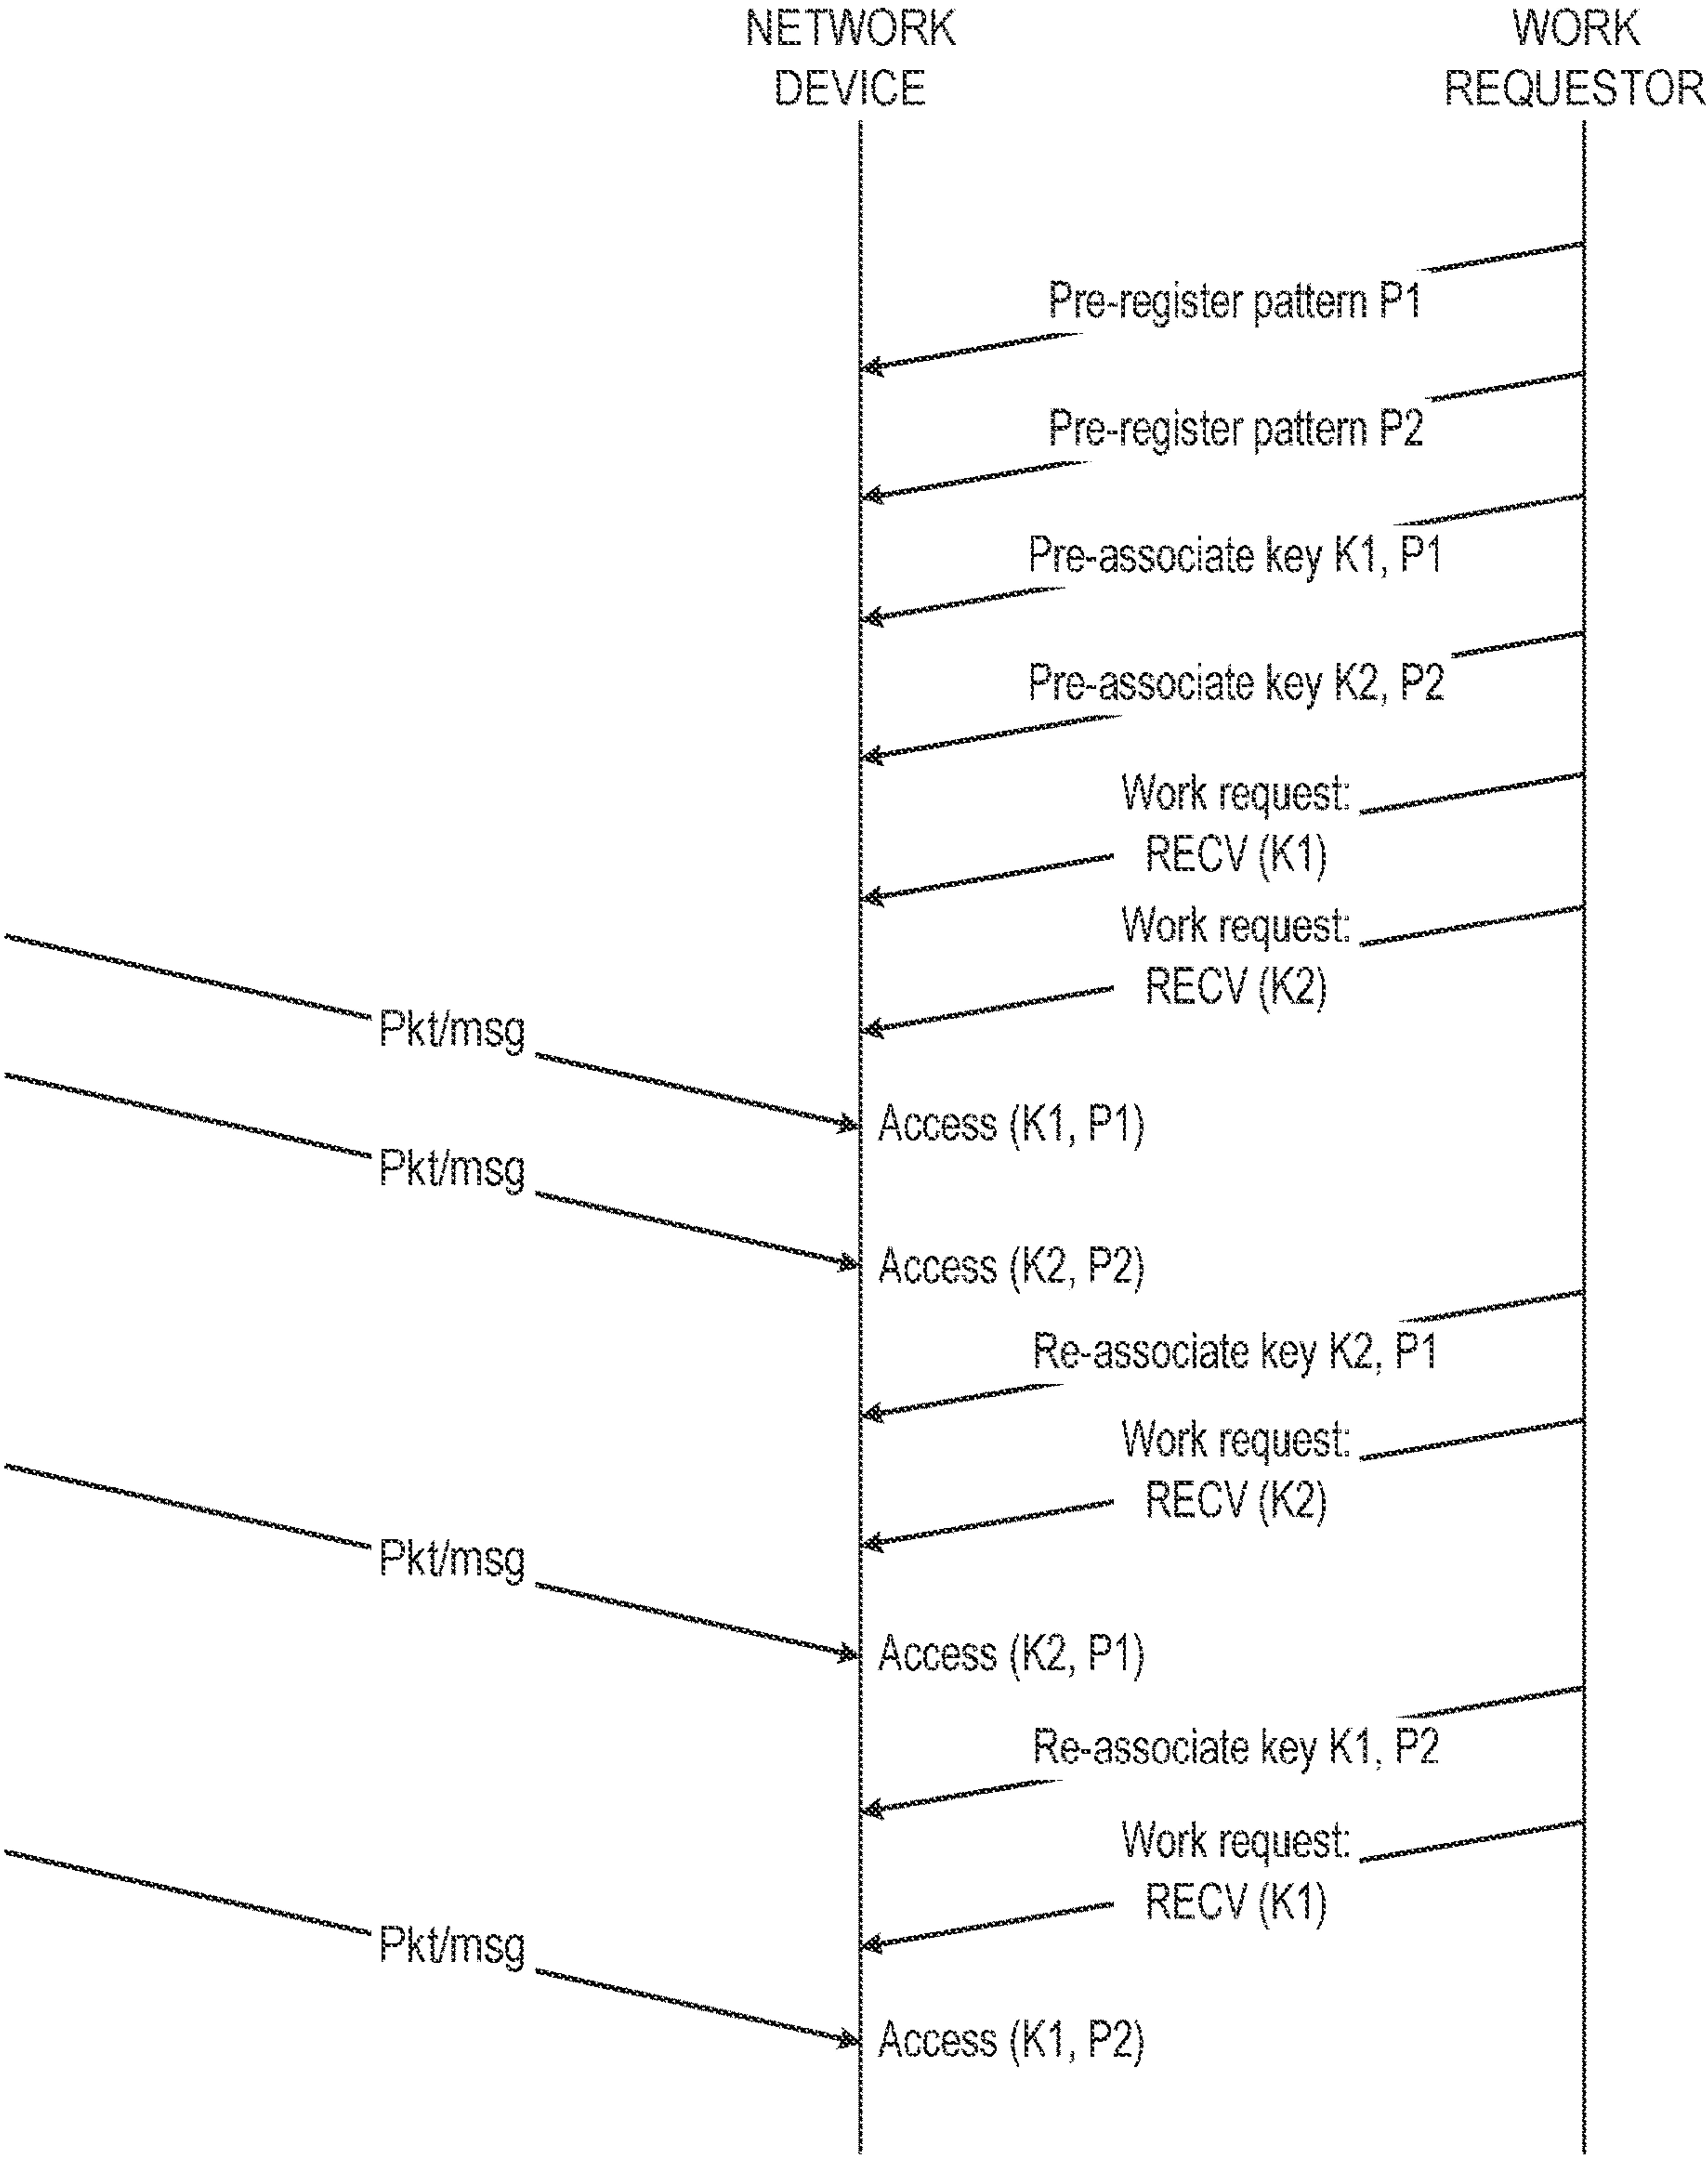 NETWORK
DEVICE
WORK
REQUESTOR
Pre-register pattern P1
Pre-register pattern P2
Pre-associate key K1, P1
Pre-associate key K2, P2
Work request:
RECV (K1)
Work request:
RECV (K2)
Pkt/msg
Access (K1, P1)
Pkt/msg
Access (K2, P2)
Re-associate key K2, P1
Work request:
RECV (K2)
Pkt/msg
Access (K2, P1)
Re-associate key K1, P2
Work request:
RECV (K1)
Pkt/msg
Access (K1, P2)